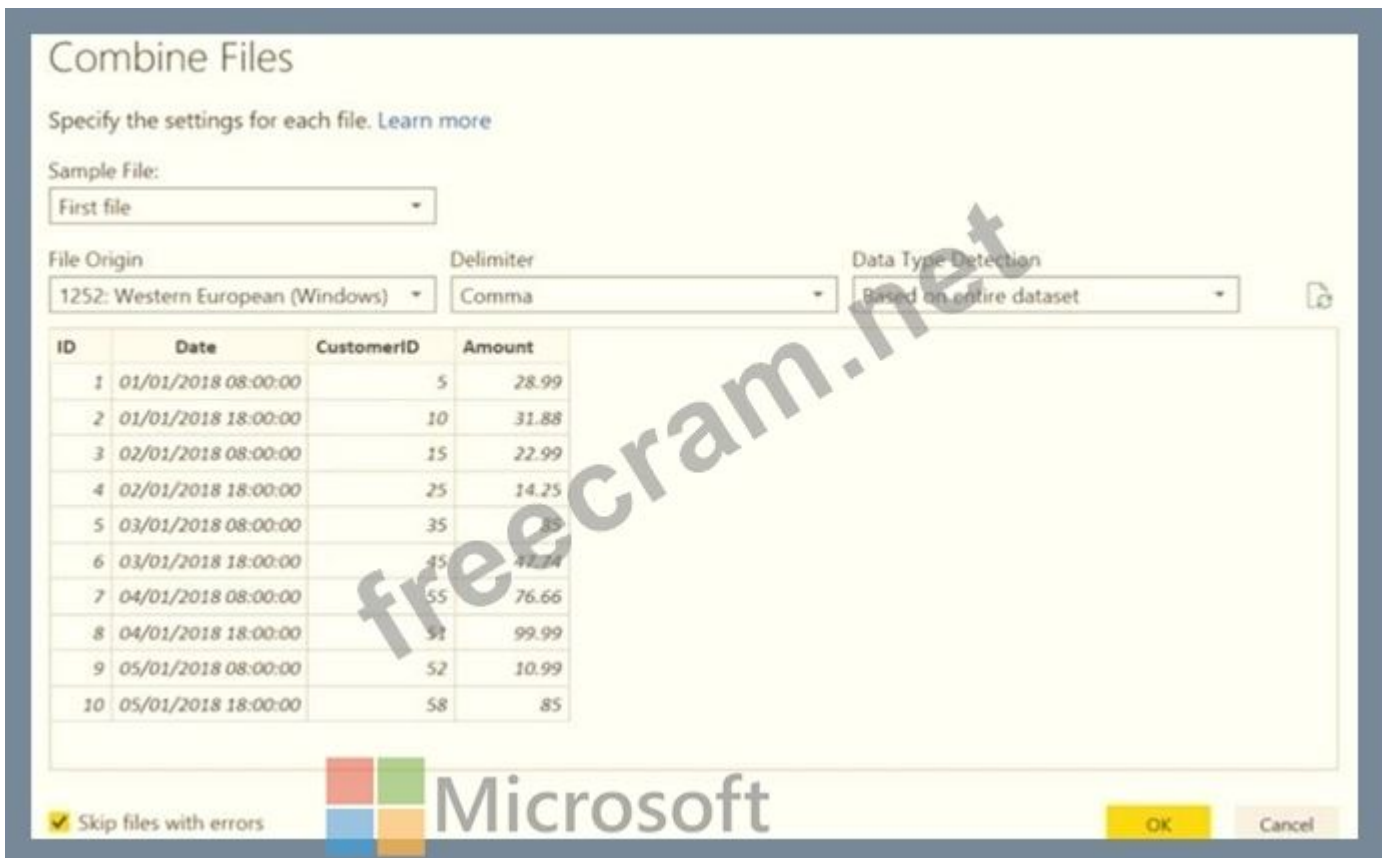 Combine Files
Specify the settings for each file. Learn more
Sample File:
First file
File Origin
Delimiter
Data Type Detection
1252: Western European (Windows)
Comma
Based on entire dataset
ID Date CustomerID Amount
1 01/01/2018 08:00:00 5 28.99
2 01/01/2018 18:00:00 10 31.88
3 02/01/2018 08:00:00 15 22.99
4 02/01/2018 18:00:00 25 14.25
5 03/01/2018 08:00:00 35 85
6 03/01/2018 18:00:00 45 47.74
7 04/01/2018 08:00:00 55 76.66
8 04/01/2018 18:00:00 51 99.99
9 05/01/2018 08:00:00 52 10.99
10 05/01/2018 18:00:00 58 85
freecram.net
Microsoft
Skip files with errors
OK
Cancel